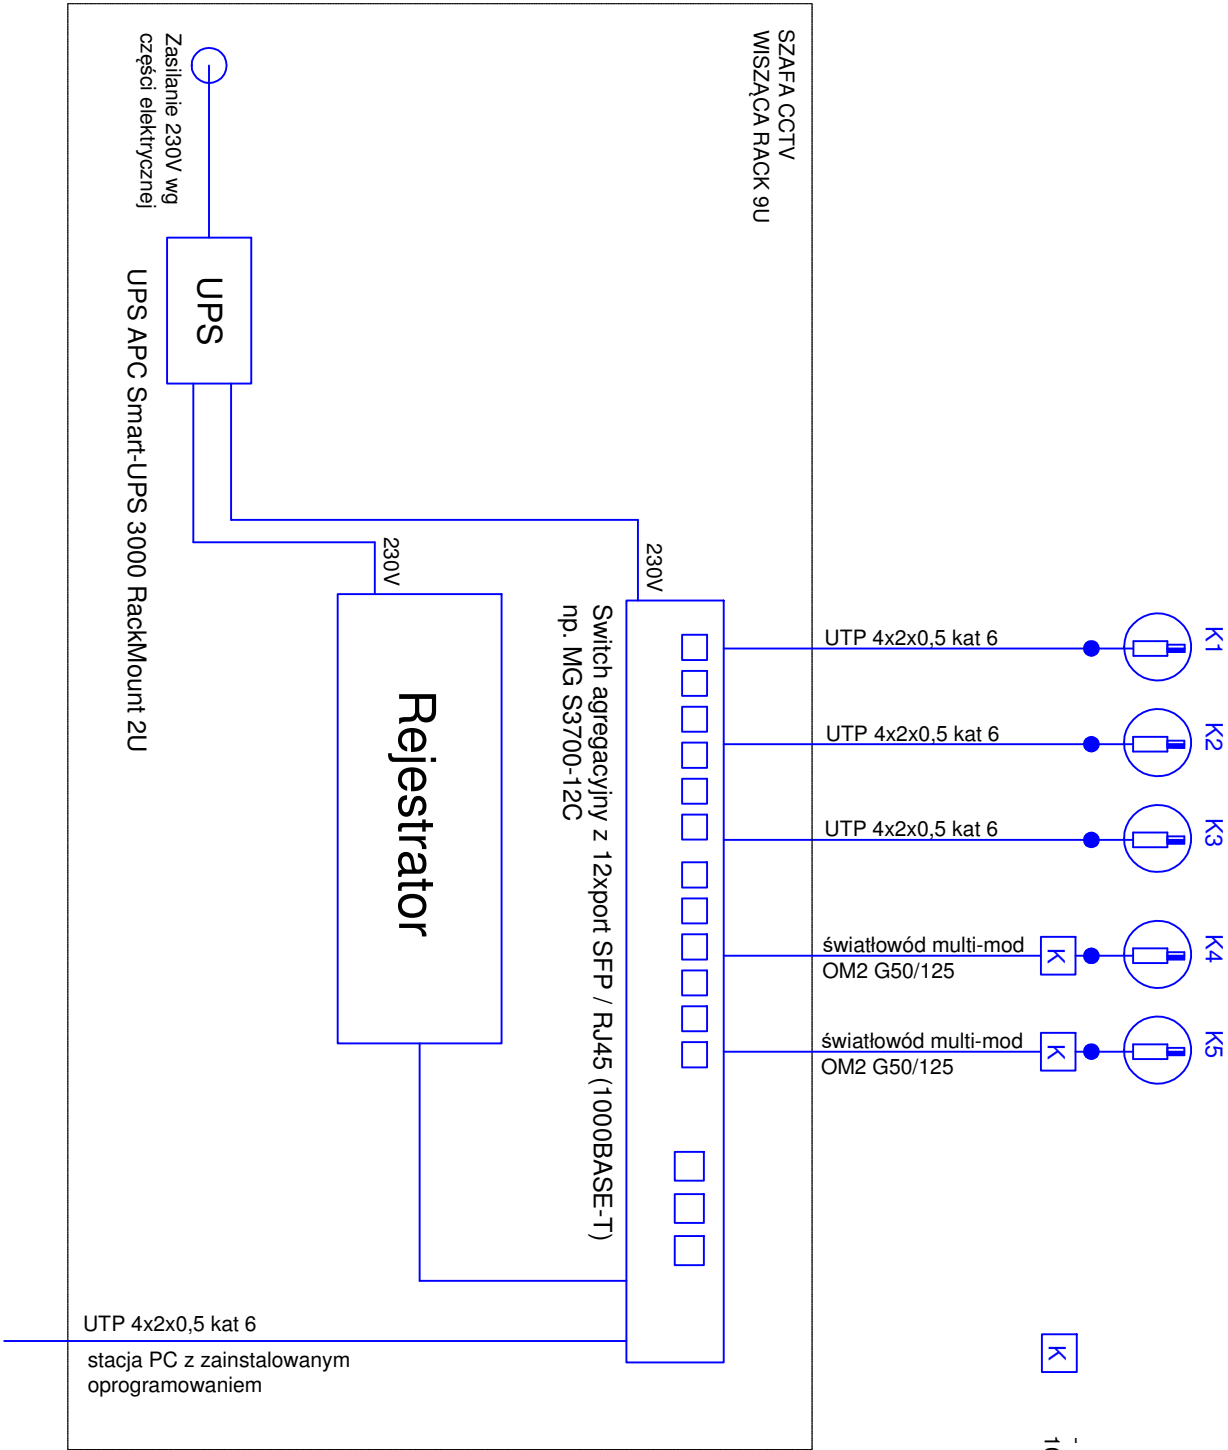 SZAFA CCTV
WISZĄCA RACK 9U
Zasilanie 230V wg
części elektrycznej
UPS
UPS APC Smart-UPS 3000 RackMount 2U
230V
230V
Rejestrator
Switch agregacyjny z 12xport SFP / RJ45 (1000BASE-T)
np. MG S3700-12C
UTP 4x2x0,5 kat 6
K1
UTP 4x2x0,5 kat 6
K2
UTP 4x2x0,5 kat 6
K3
światłowód multi-mod
OM2 G50/125
K
K4
światłowód multi-mod
OM2 G50/125
K
K5
UTP 4x2x0,5 kat 6
stacja PC z zainstalowanym
oprogramowaniem
K